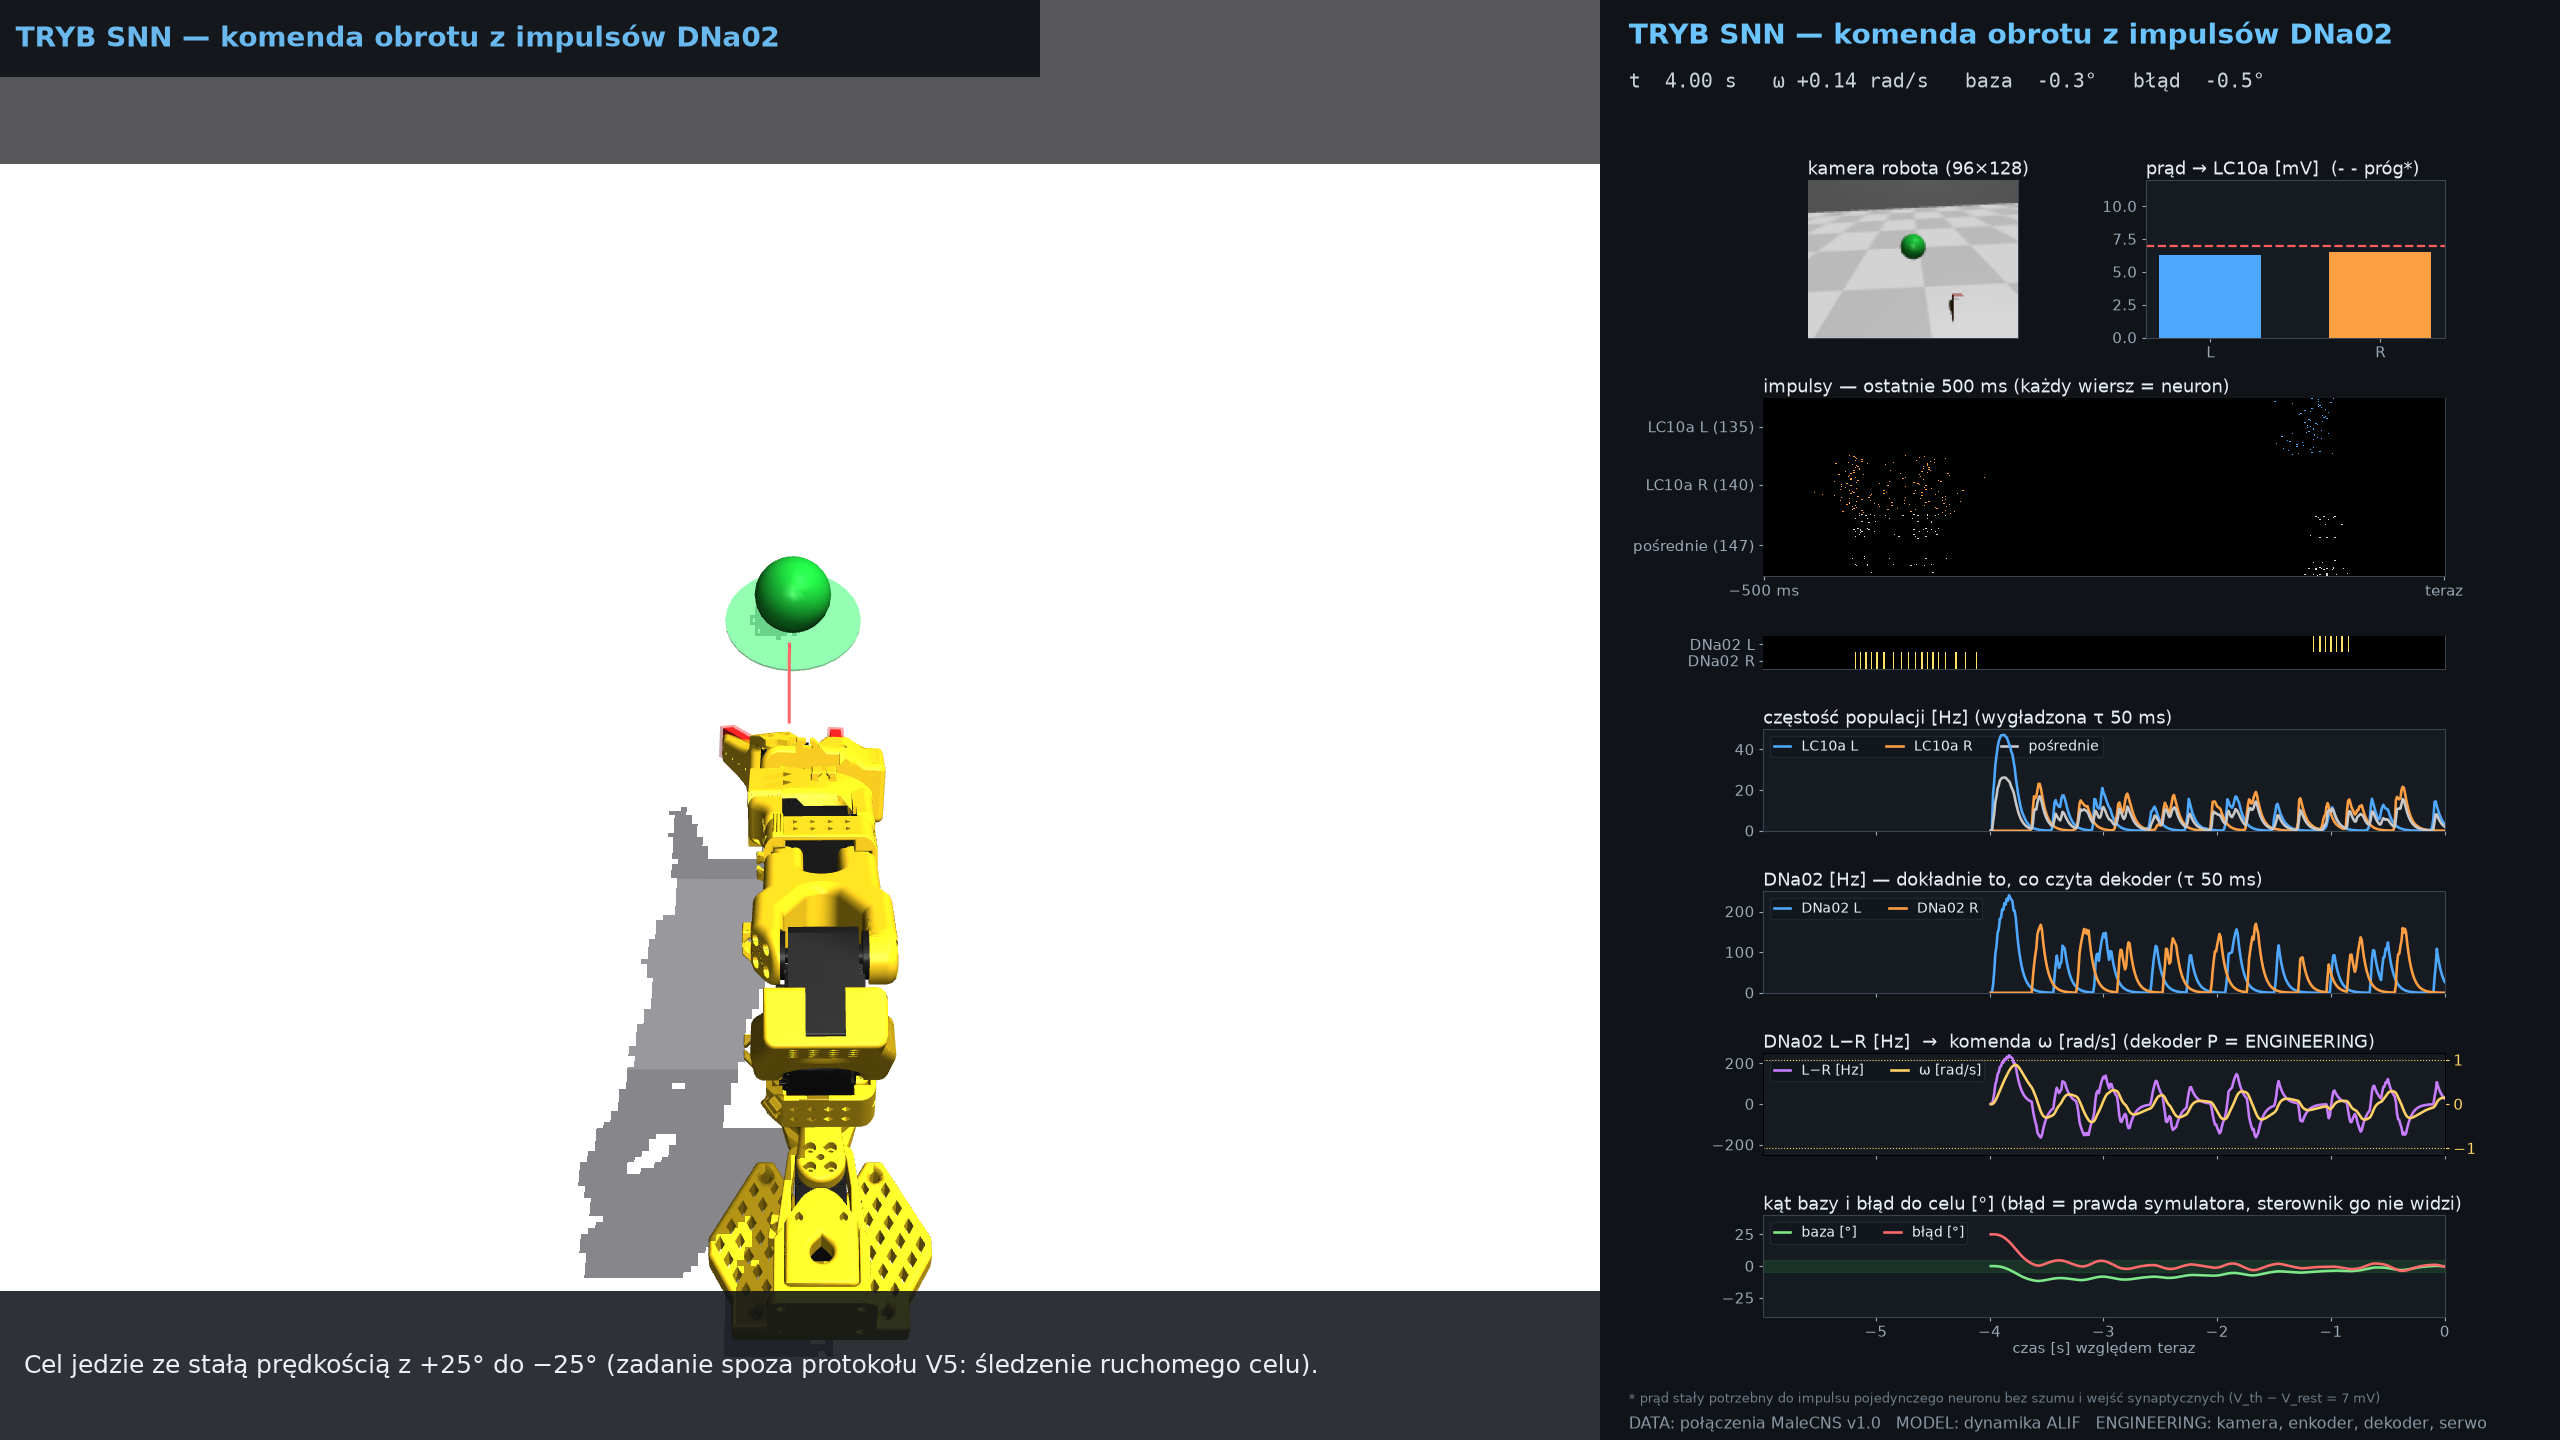 TRYB SNN — komenda obrotu z impulsów DNa02
Cel jedzie ze stałą prędkością z +25° do −25° (zadanie spoza protokołu V5: śledzenie ruchomego celu).
TRYB SNN — komenda obrotu z impulsów DNa02
t 4.00 s ω +0.14 rad/s baza -0.3° błąd -0.5°
kamera robota (96×128)
prąd → LC10a [mV] (- - próg*)
10.0
7.5
5.0
2.5
0.0
L R
impulsy — ostatnie 500 ms (każdy wiersz = neuron)
LC10a L (135)
LC10a R (140)
pośrednie (147)
−500 ms teraz
DNa02 L
DNa02 R
częstość populacji [Hz] (wygładzona τ 50 ms)
LC10a L LC10a R pośrednie
40
20
0
DNa02 [Hz] — dokładnie to, co czyta dekoder (τ 50 ms)
DNa02 L DNa02 R
200
100
0
DNa02 L−R [Hz] → komenda ω [rad/s] (dekoder P = ENGINEERING)
L−R [Hz] ω [rad/s]
200 1
0 0
−200 −1
kąt bazy i błąd do celu [°] (błąd = prawda symulatora, sterownik go nie widzi)
baza [°] błąd [°]
25
0
−25
−5 −4 −3 −2 −1 0
czas [s] względem teraz
* prąd stały potrzebny do impulsu pojedynczego neuronu bez szumu i wejść synaptycznych (V_th − V_rest = 7 mV)
DATA: połączenia MaleCNS v1.0 MODEL: dynamika ALIF ENGINEERING: kamera, enkoder, dekoder, serwo